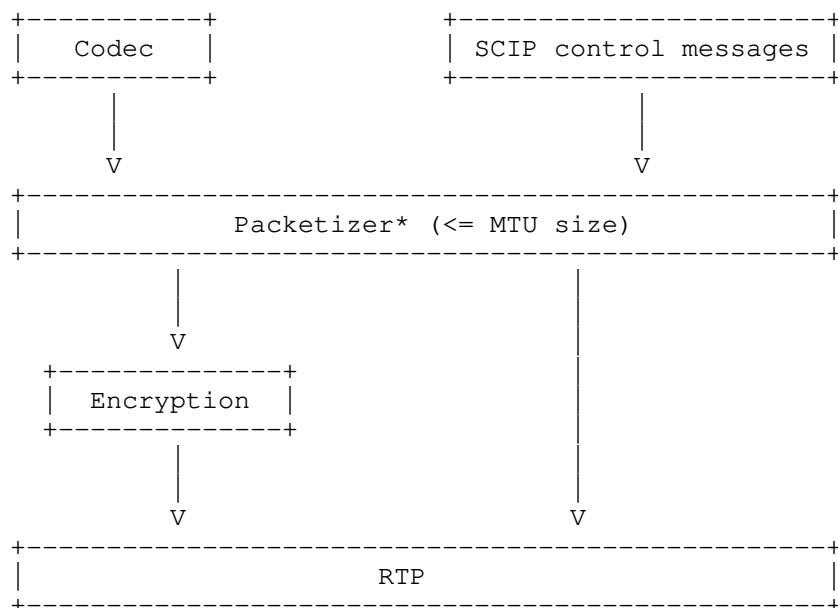 Codec SCIP control messages
Packetizer* (<= MTU size)
Encryption
RTP